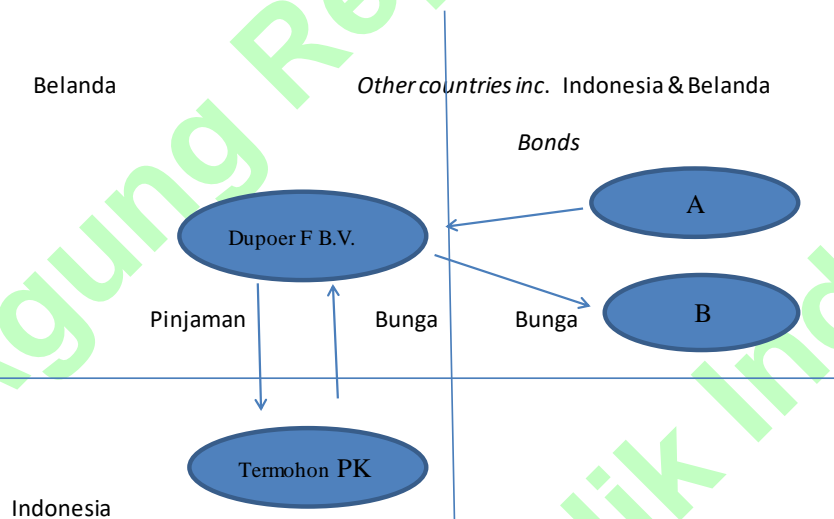 Belanda
Other countries inc. Indonesia & Belanda
Bonds
A
Dupoer F B.V.
Pinjaman
Bunga
Bunga
B
Termohon PK
Indonesia